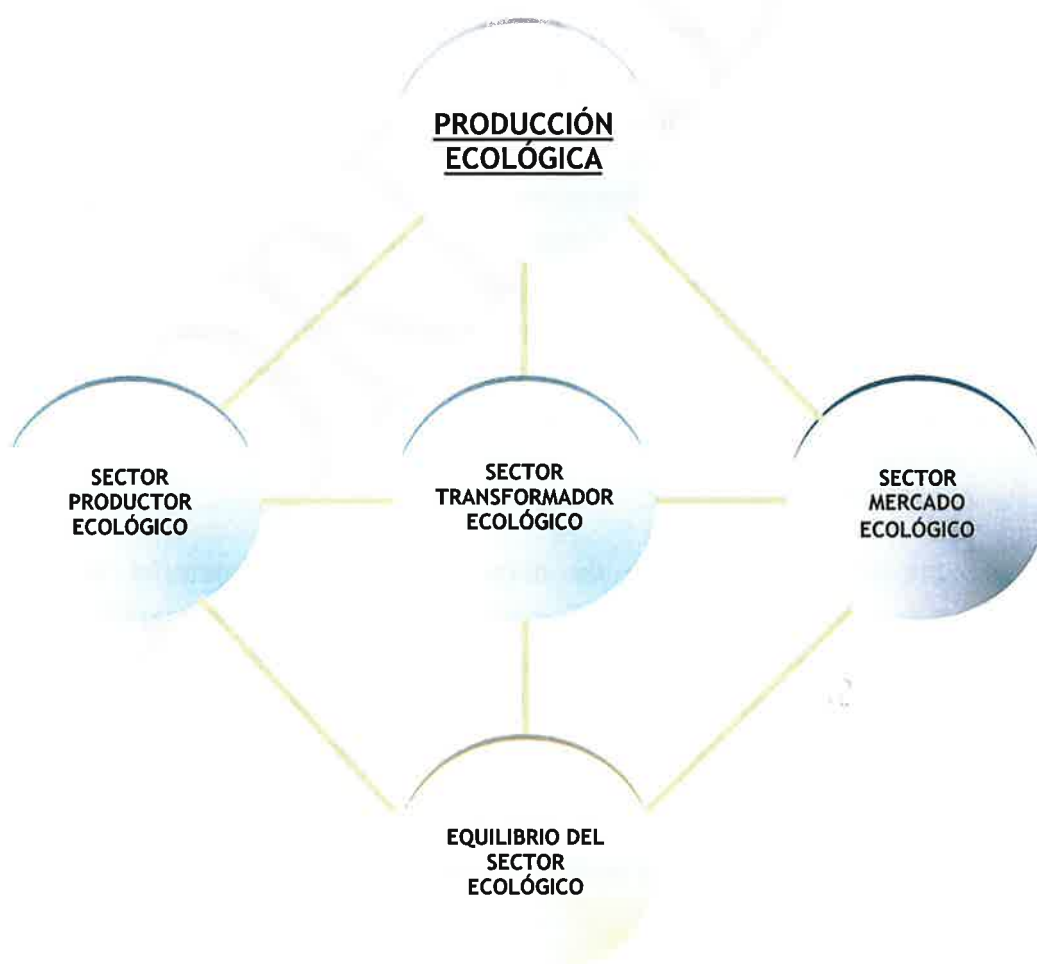 PRODUCCIÓN
ECOLÓGICA
SECTOR
PRODUCTOR
ECOLÓGICO
SECTOR
TRANSFORMADOR
ECOLÓGICO
SECTOR
MERCADO
ECOLÓGICO
EQUILIBRIO DEL
SECTOR
ECOLÓGICO